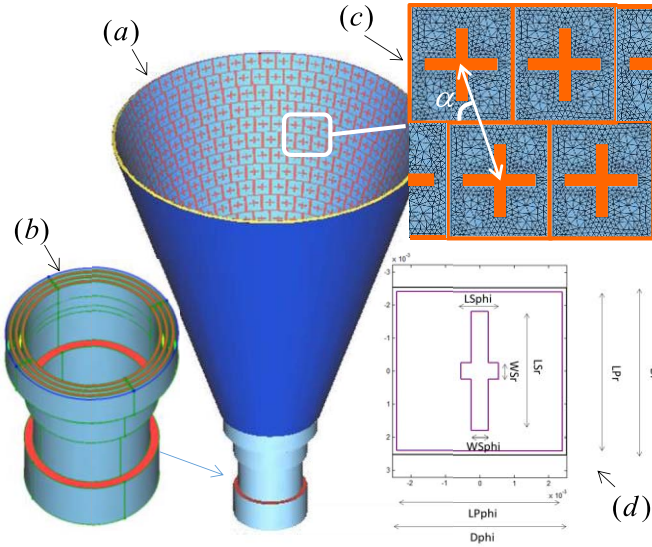 (a)
(b)
(c)
α
× 10⁻³
-3
-2
-1
0
1
2
3
LSphi
WSr
LSr
WSphi
LPr
-2
-1
0
1
2
× 10⁻³
LPphi
Dphi
(d)